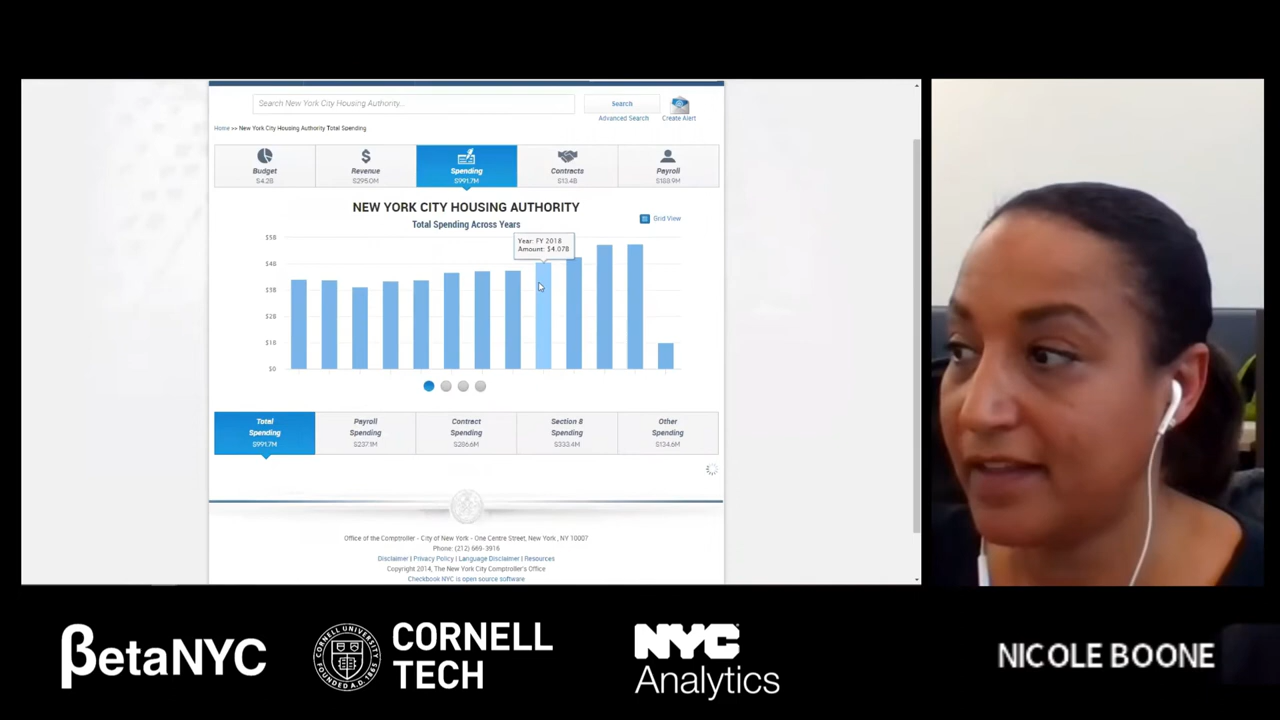 Search New York City Housing Authority...
Search
Advanced Search
Create Alert
Home >> New York City Housing Authority Total Spending
Budget
$4.2B
Revenue
$295.0M
Spending
$991.7M
Contracts
$13.4B
Payroll
$188.9M
NEW YORK CITY HOUSING AUTHORITY
Total Spending Across Years
Grid View
Year: FY 2018
Amount: $4.07B
$5B
$4B
$3B
$2B
$1B
$0
Total
Spending
$991.7M
Payroll
Spending
$237.1M
Contract
Spending
$286.6M
Section 8
Spending
$333.4M
Other
Spending
$134.6M
Office of the Comptroller - City of New York - One Centre Street, New York , NY 10007
Phone: (212) 669-3916
Disclaimer | Privacy Policy | Language Disclaimer | Resources
Copyright 2014, The New York City Comptroller's Office
Checkbook NYC is open source software
βetaNYC
CORNELL UNIVERSITY
FOUNDED A.D. 1865
CORNELL
TECH
NYC
Analytics
NICOLE BOONE